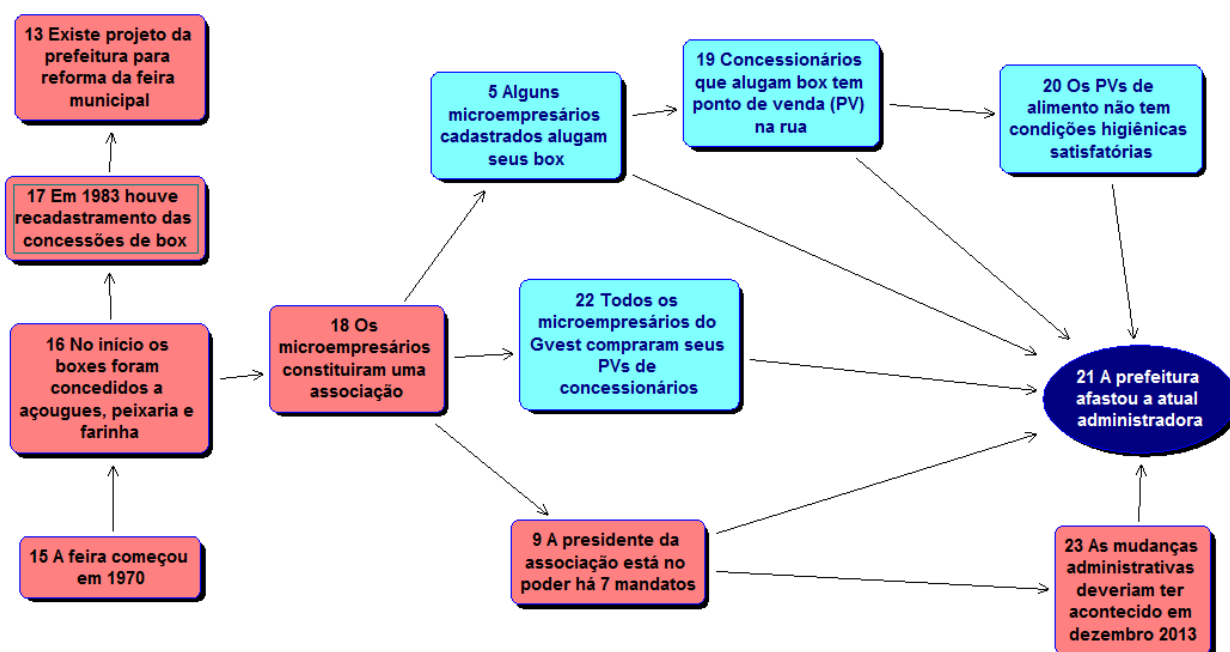 13 Existe projeto da
prefeitura para
reforma da feira
municipal
17 Em 1983 houve
recadastramento das
concessões de box
16 No início os
boxes foram
concedidos a
açougues, peixaria e
farinha
15 A feira começou
em 1970
18 Os
microempresários
constituiram uma
associação
5 Alguns
microempresários
cadastrados alugam
seus box
19 Concessionários
que alugam box tem
ponto de venda (PV)
na rua
20 Os PVs de
alimento não tem
condições higiênicas
satisfatórias
22 Todos os
microempresários do
Gvest compraram seus
PVs de
concessionários
21 A prefeitura
afastou a atual
administradora
9 A presidente da
associação está no
poder há 7 mandatos
23 As mudanças
administrativas
deveriam ter
acontecido em
dezembro 2013